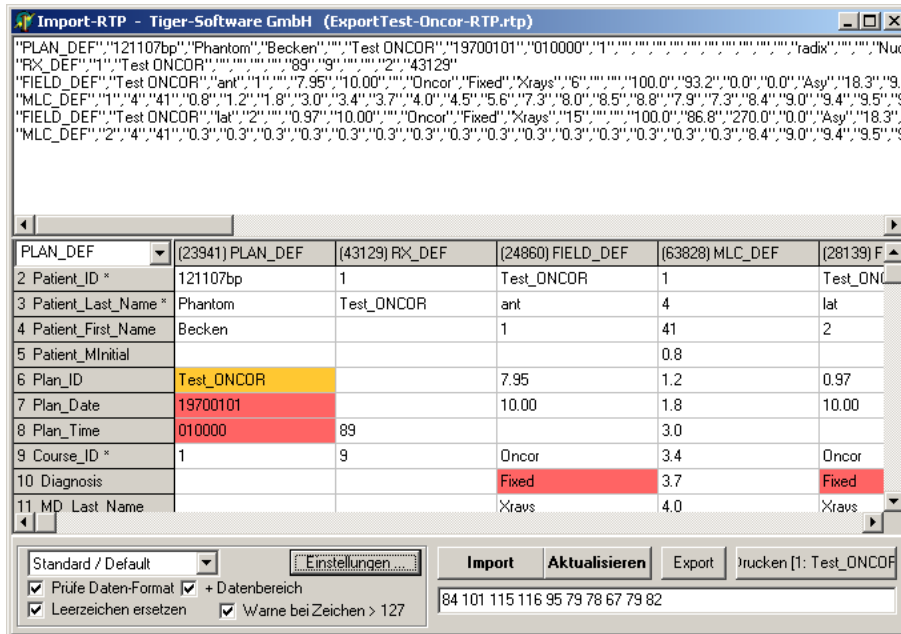 Import-RTP - Tiger-Software GmbH (ExportTest-Oncor-RTP.rtp)
"PLAN_DEF","121107bp","Phantom","Becken","","Test ONCOR","19700101","010000","1","","","","","","","","radix","","","","Nuc
"RX_DEF","1","Test ONCOR","","","","","89","9","","","","2","43129"
"FIELD_DEF","Test ONCOR","ant","1","","7.95","10.00","","Oncor","Fixed","Xrays","6","","","","100.0","93.2","0.0","0.0","Asy","18.3","9.
"MLC_DEF","1","4","41","0.8","1.2","1.8","3.0","3.4","3.7","4.0","4.5","5.6","7.3","8.0","8.5","8.8","7.9","7.3","8.4","9.0","9.4","9.5","9
"FIELD_DEF","Test ONCOR","lat","2","","0.97","10.00","","Oncor","Fixed","Xrays","15","","","","100.0","86.8","270.0","0.0","Asy","18.3",
"MLC_DEF","2","4","41","0.3","0.3","0.3","0.3","0.3","0.3","0.3","0.3","0.3","0.3","0.3","0.3","0.3","0.3","0.3","8.4","9.0","9.4","9.5","9
PLAN_DEF (23941) PLAN_DEF (43129) RX_DEF (24860) FIELD_DEF (63828) MLC_DEF (28139) F
2 Patient_ID * 121107bp 1 Test_ONCOR 1 Test_ON
3 Patient_Last_Name * Phantom Test_ONCOR ant 4 lat
4 Patient_First_Name Becken 1 41 2
5 Patient_MInitial 0.8
6 Plan_ID Test_ONCOR 7.95 1.2 0.97
7 Plan_Date 19700101 10.00 1.8 10.00
8 Plan_Time 010000 89 3.0
9 Course_ID * 1 9 Oncor 3.4 Oncor
10 Diagnosis Fixed 3.7 Fixed
11 MD_Last_Name Xrays 4.0 Xrays
Standard / Default Einstellungen ... Import Aktualisieren Export Drucken [1: Test_ONCOR
Prüfe Daten-Format + Datenbereich
Leerzeichen ersetzen Warne bei Zeichen > 127
84 101 115 116 95 79 78 67 79 82